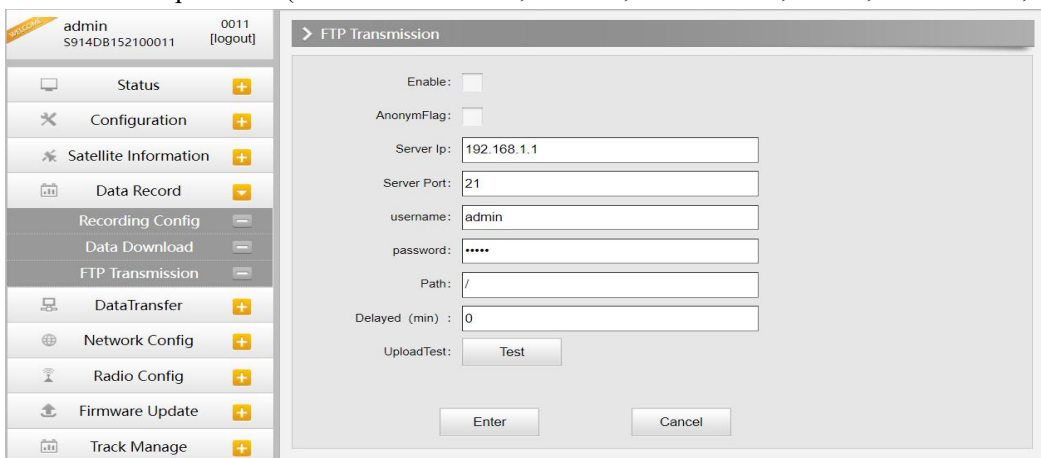 WELCOME
admin 0011
S914DB152100011 [logout]
Status
Configuration
Satellite Information
Data Record
Recording Config
Data Download
FTP Transmission
DataTransfer
Network Config
Radio Config
Firmware Update
Track Manage
FTP Transmission
Enable:
AnonymFlag:
Server Ip: 192.168.1.1
Server Port: 21
username: admin
password: •••••
Path: /
Delayed (min) : 0
UploadTest: Test
Enter Cancel